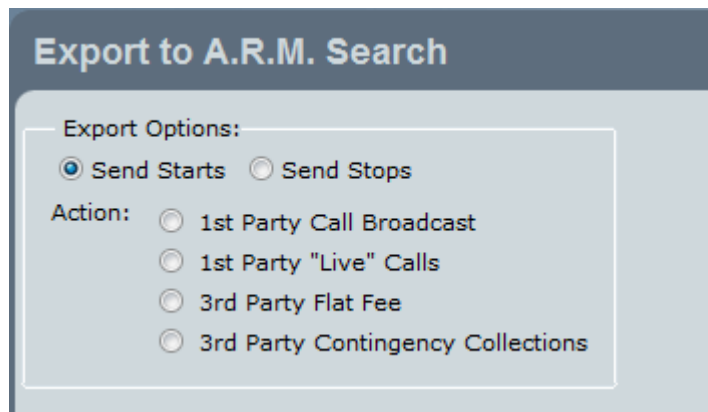 Export to A.R.M. Search
Export Options:
Send Starts Send Stops
Action: 1st Party Call Broadcast
1st Party "Live" Calls
3rd Party Flat Fee
3rd Party Contingency Collections